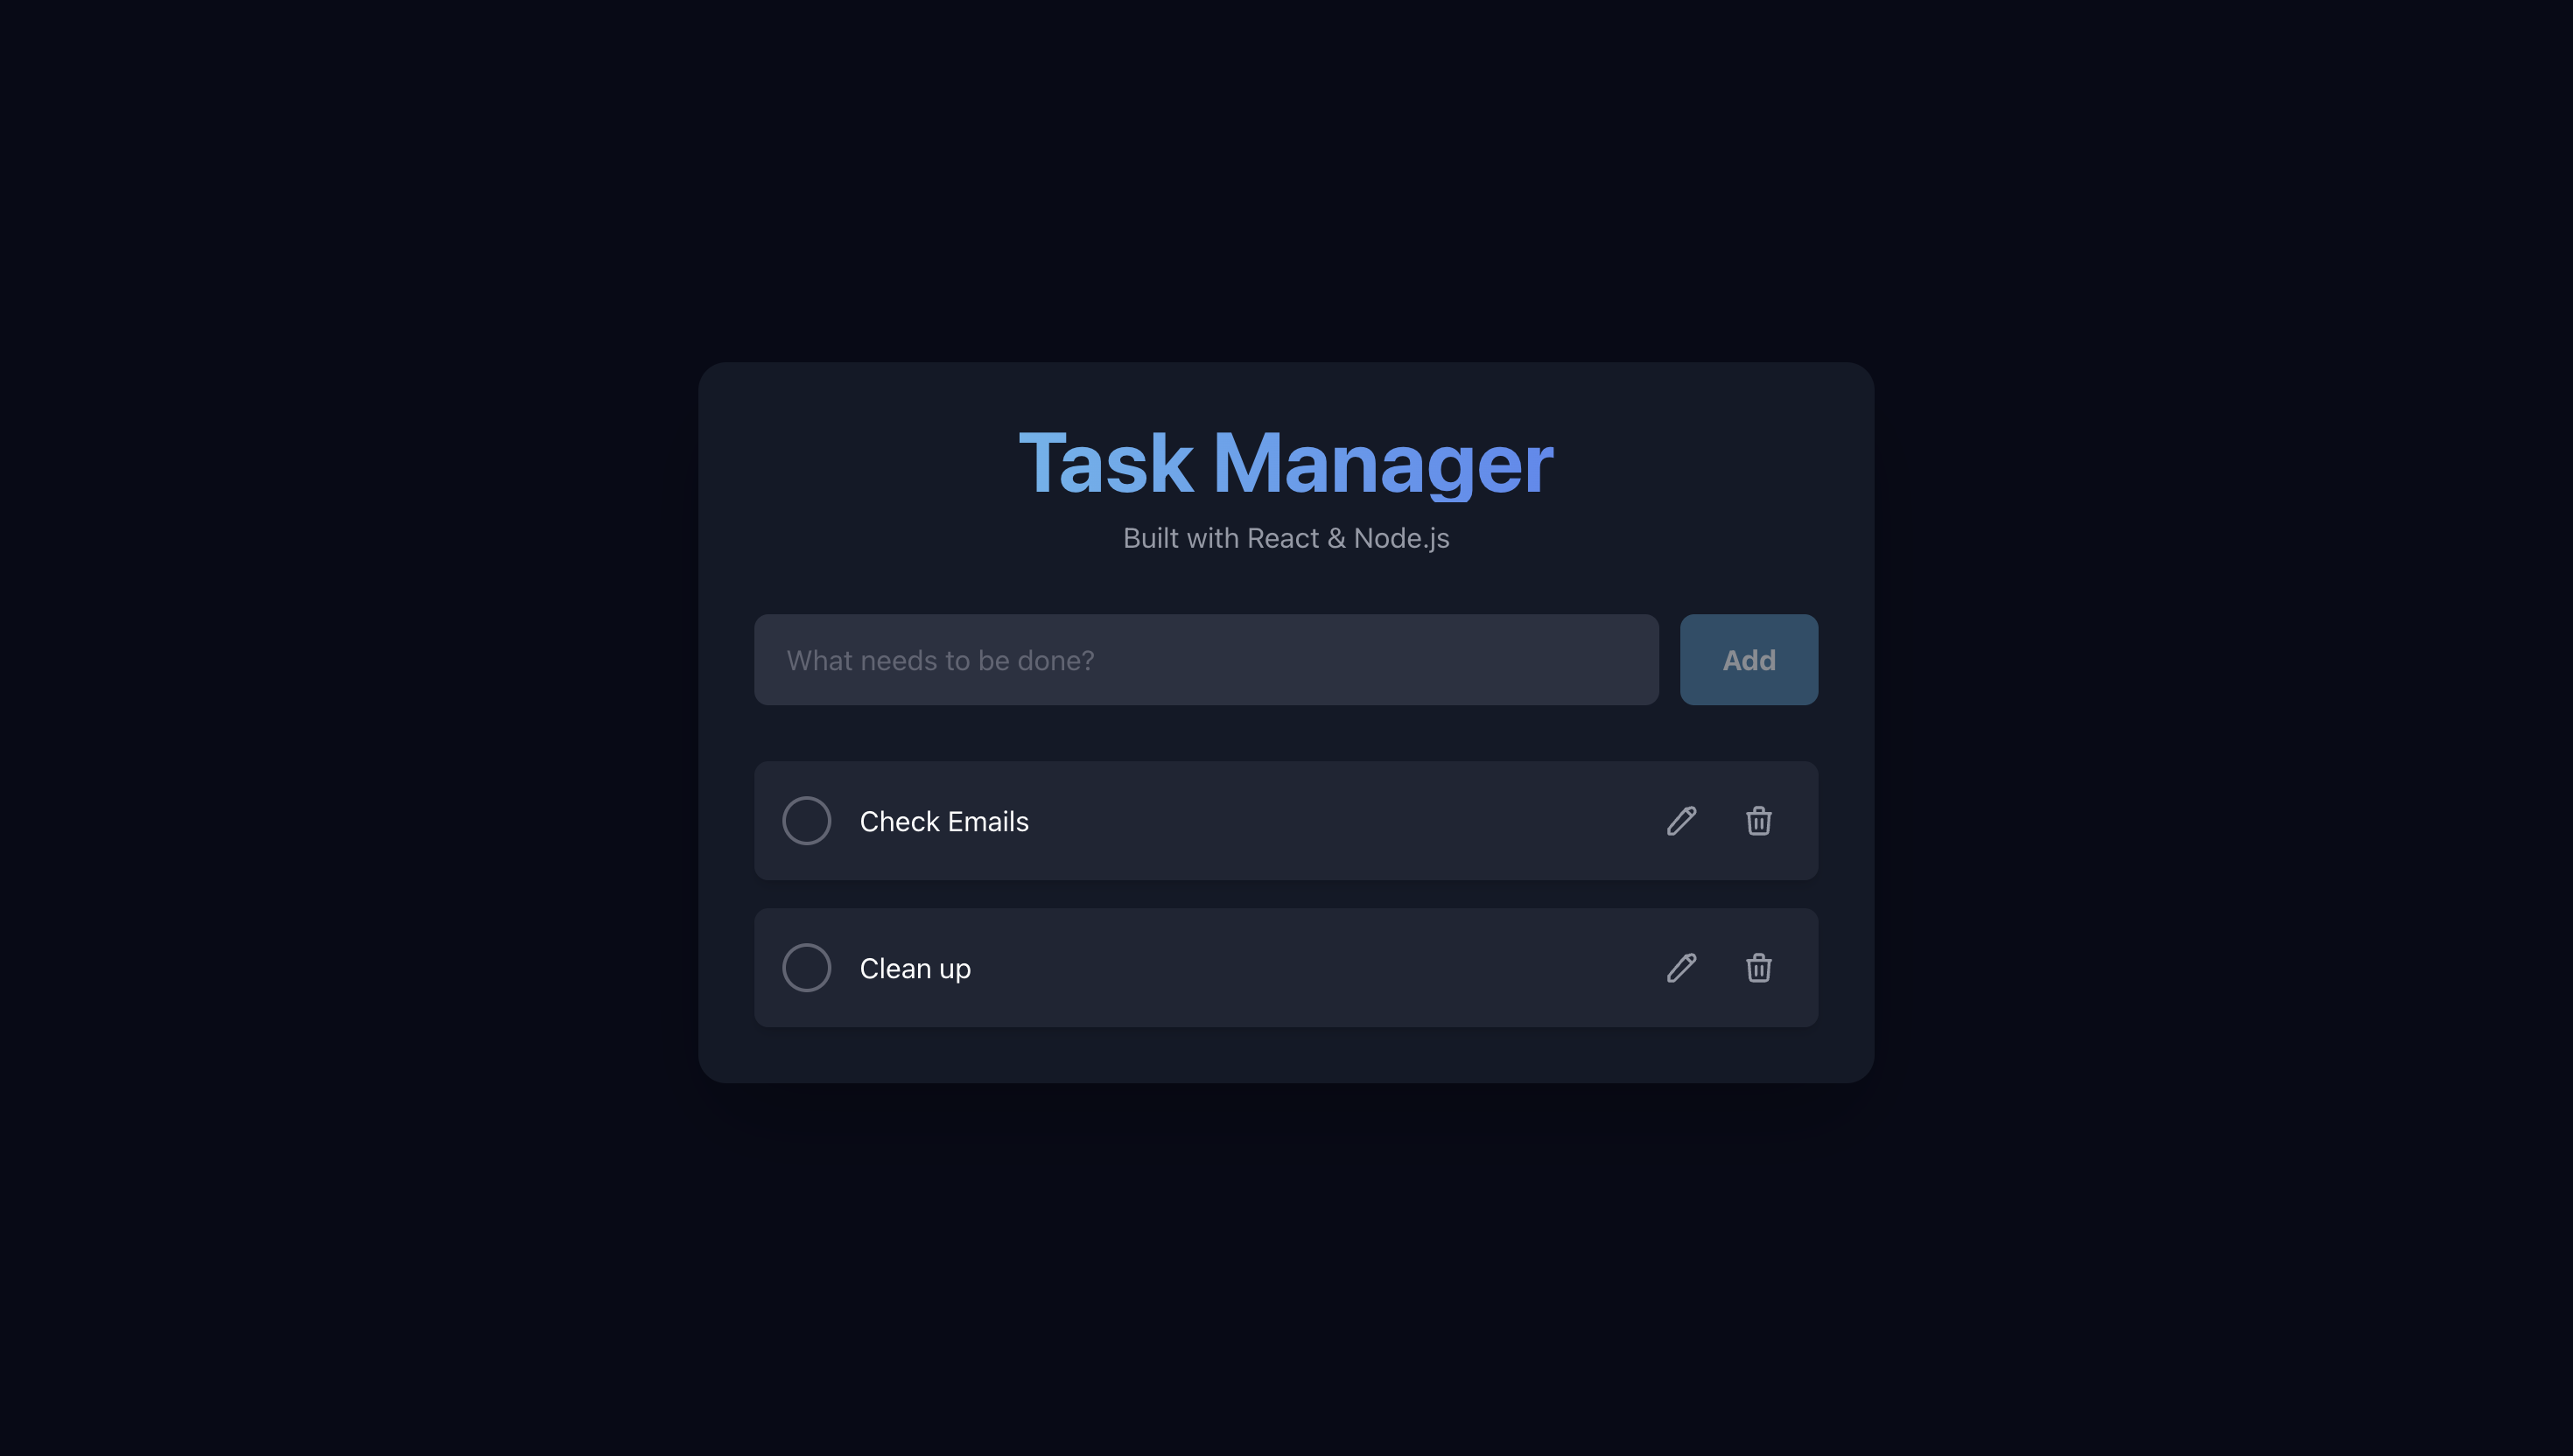 Task Manager
Built with React & Node.js
What needs to be done?
Add
Check Emails
Clean up